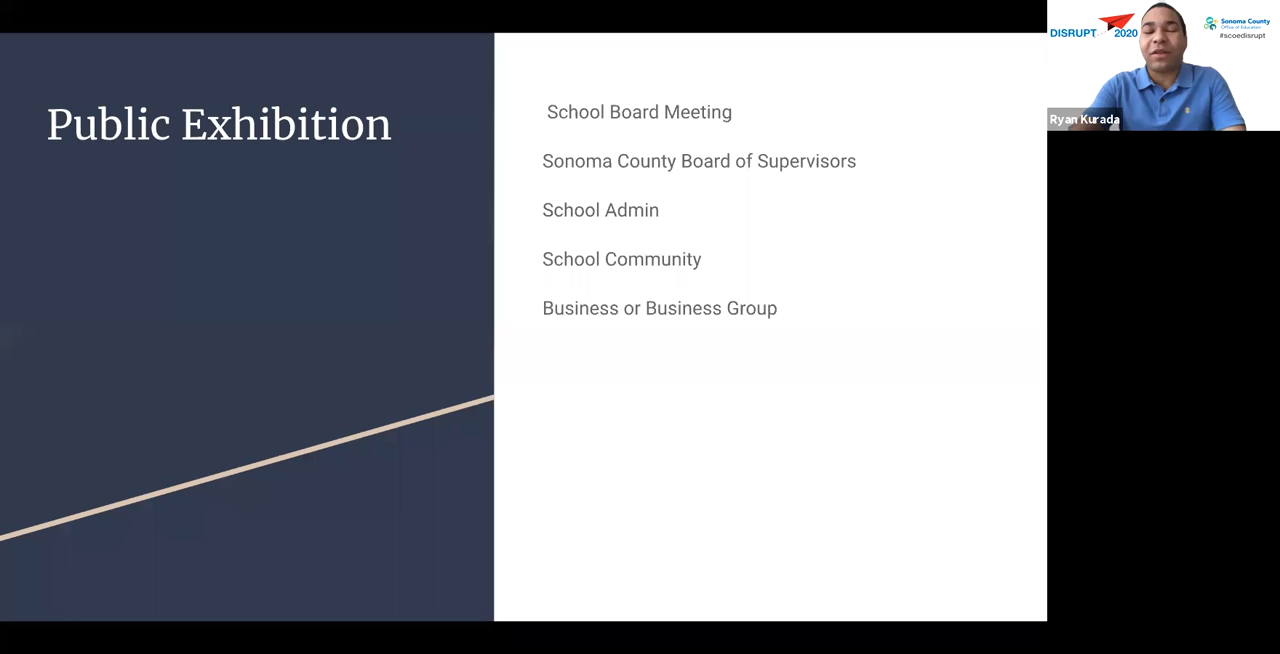 Public Exhibition
School Board Meeting
Sonoma County Board of Supervisors
School Admin
School Community
Business or Business Group
DISRUPT 2020
Sonoma County
Office of Education
#scoedisrupt
Ryan Kurada